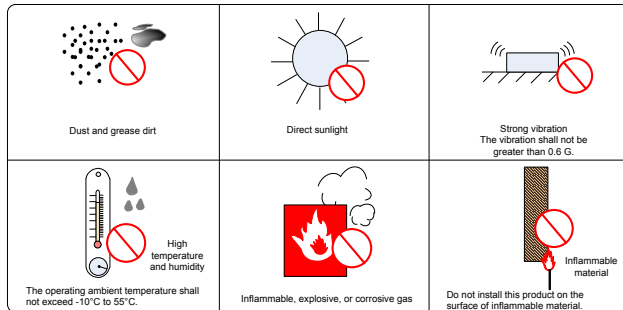 Dust and grease dirt
Direct sunlight
Strong vibration
The vibration shall not be
greater than 0.6 G.
High
temperature
and humidity
The operating ambient temperature shall
not exceed -10°C to 55°C.
Inflammable, explosive, or corrosive gas
Inflammable
material
Do not install this product on the
surface of inflammable material.